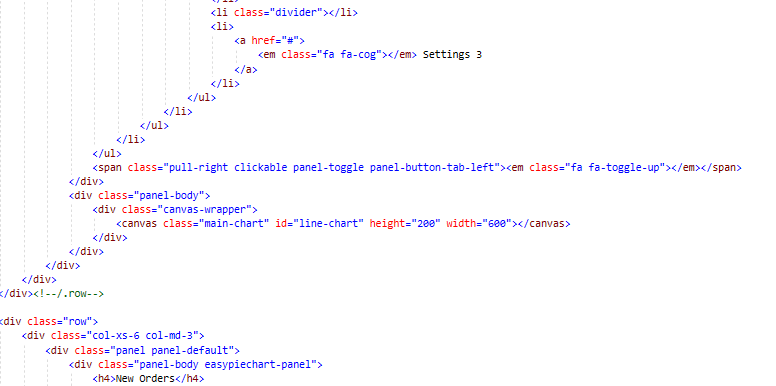 </li>
<li class="divider"></li>
<li>
<a href="#">
<em class="fa fa-cog"></em> Settings 3
</a>
</li>
</ul>
</li>
</ul>
</li>
</ul>
<span class="pull-right clickable panel-toggle panel-button-tab-left"><em class="fa fa-toggle-up"></em></span>
</div>
<div class="panel-body">
<div class="canvas-wrapper">
<canvas class="main-chart" id="line-chart" height="200" width="600"></canvas>
</div>
</div>
</div>
</div>
</div><!--/.row-->
<div class="row">
<div class="col-xs-6 col-md-3">
<div class="panel panel-default">
<div class="panel-body easypiechart-panel">
<h4>New Orders</h4>